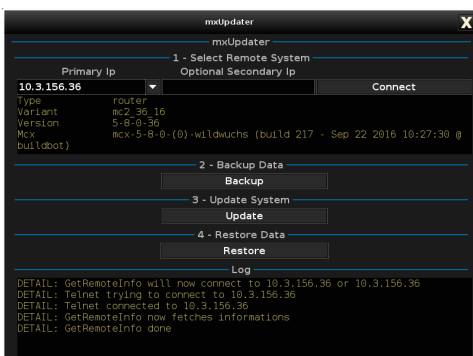 mxUpdater
X
mxUpdater
1 - Select Remote System
Primary Ip
Optional Secondary Ip
10.3.156.36
Connect
Type router
Variant mc2_36_16
Version 5-8-0-36
Mcx mcx-5-8-0-(0)-wildwuchs (build 217 - Sep 22 2016 10:27:30 @
buildbot)
2 - Backup Data
Backup
3 - Update System
Update
4 - Restore Data
Restore
Log
DETAIL: GetRemoteInfo will now connect to 10.3.156.36 or 10.3.156.36
DETAIL: Telnet trying to connect to 10.3.156.36
DETAIL: Telnet connected to 10.3.156.36
DETAIL: GetRemoteInfo now fetches informations
DETAIL: GetRemoteInfo done